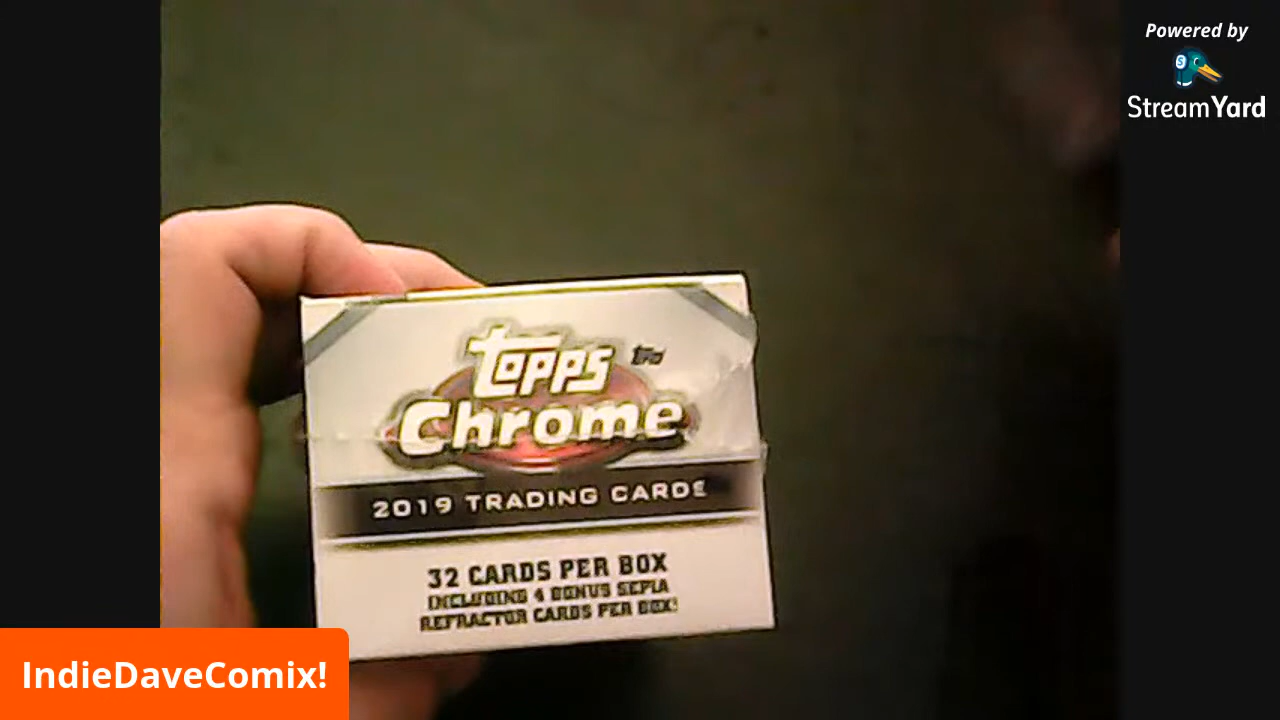 Powered by
StreamYard
Topps
Chrome
2019 TRADING CARDS
32 CARDS PER BOX
INCLUDING 4 BONUS SEPIA
REFRACTOR CARDS PER BOX!
IndieDaveComix!